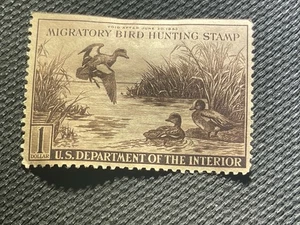 MIGRATORY BIRD HUNTING STAMP
1
DOLLAR
U.S. DEPARTMENT OF THE INTERIOR